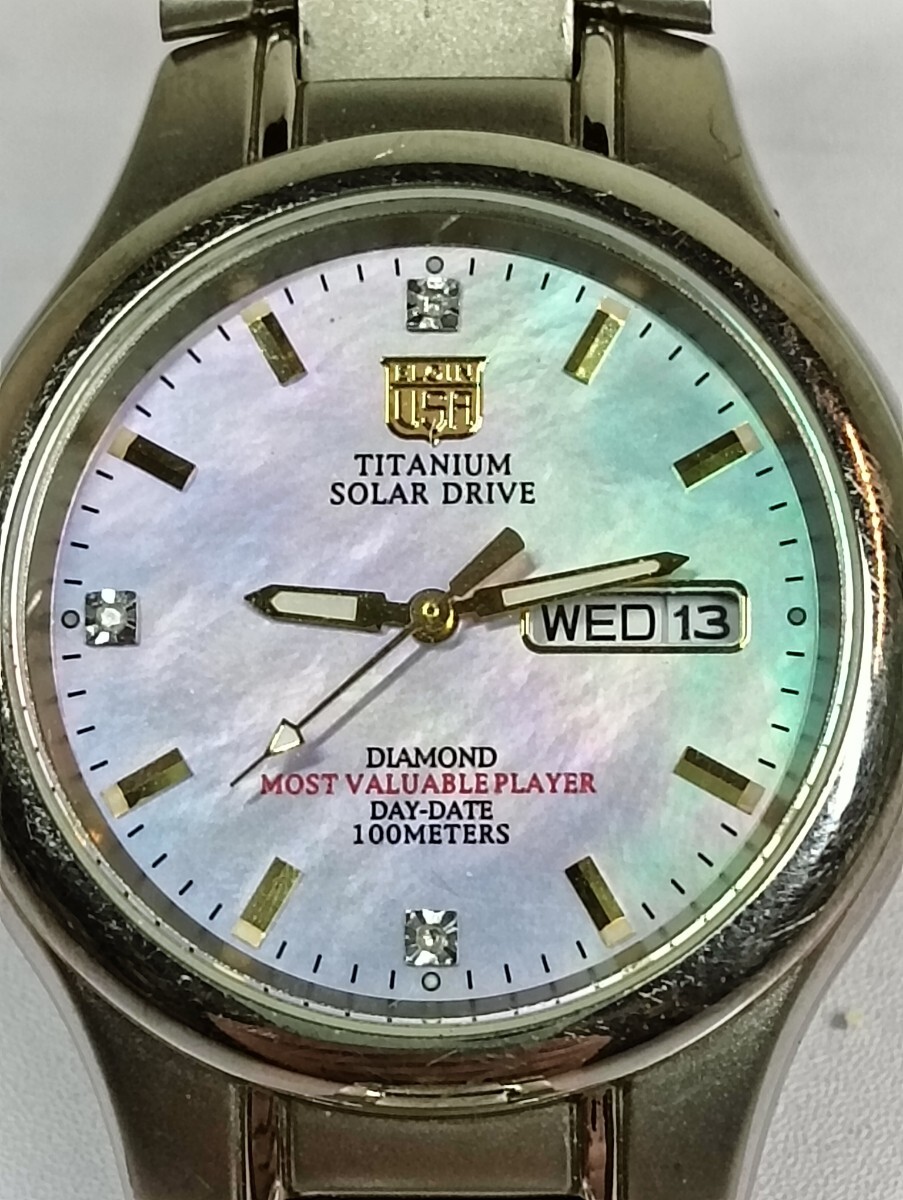 ELGIN
USA
TITANIUM
SOLAR DRIVE
WED 13
DIAMOND
MOST VALUABLE PLAYER
DAY-DATE
100METERS